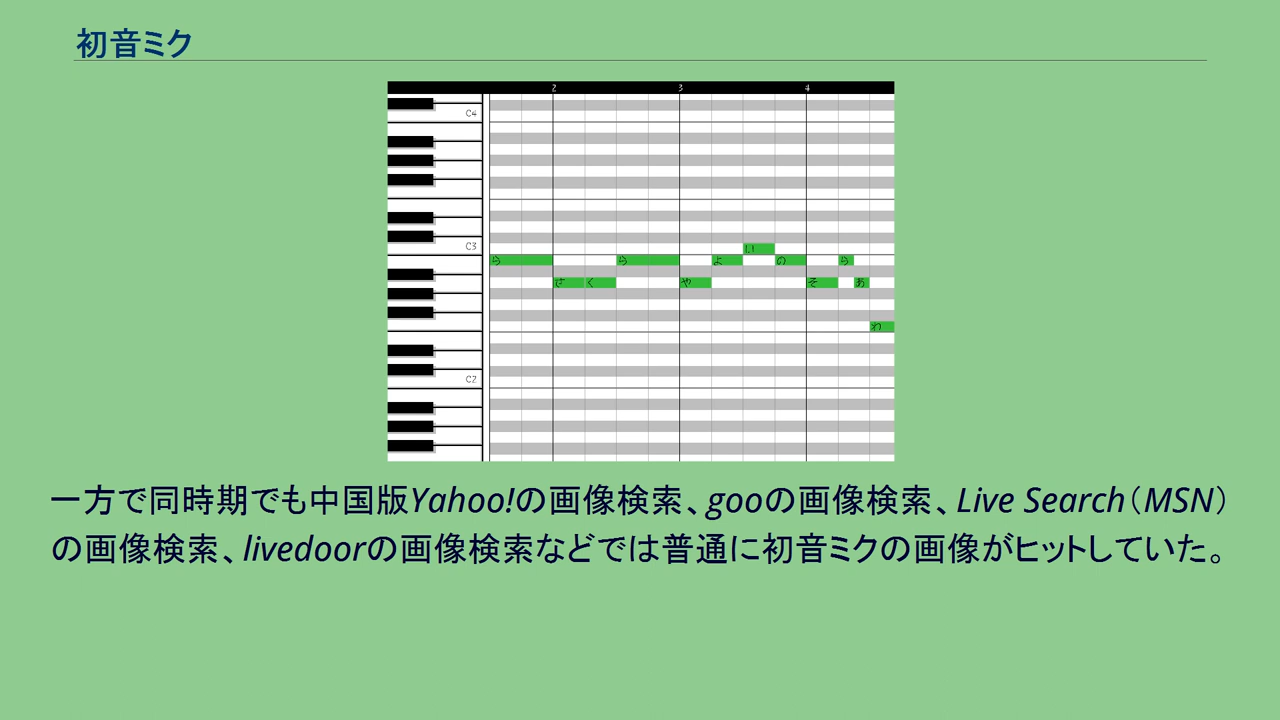 初音ミク
2 3 4
C4
C3
い
ら ら よ の ら
さ く や そ あ
わ
C2
一方で同時期でも中国版Yahoo!の画像検索、gooの画像検索、Live Search（MSN）
の画像検索、livedoorの画像検索などでは普通に初音ミクの画像がヒットしていた。